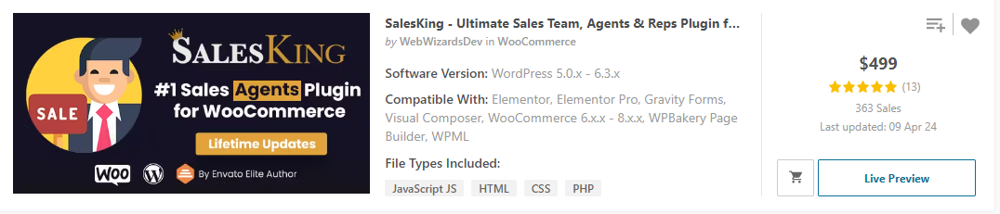 SALESKING
#1 Sales Agents Plugin
for WooCommerce
SALE
Lifetime Updates
WOO
By Envato Elite Author
SalesKing - Ultimate Sales Team, Agents & Reps Plugin f...
by WebWizardsDev in WooCommerce
Software Version: WordPress 5.0.x - 6.3.x
Compatible With: Elementor, Elementor Pro, Gravity Forms,
Visual Composer, WooCommerce 6.x.x - 8.x.x, WPBakery Page
Builder, WPML
File Types Included:
JavaScript JS HTML CSS PHP
$499
(13)
363 Sales
Last updated: 09 Apr 24
Live Preview